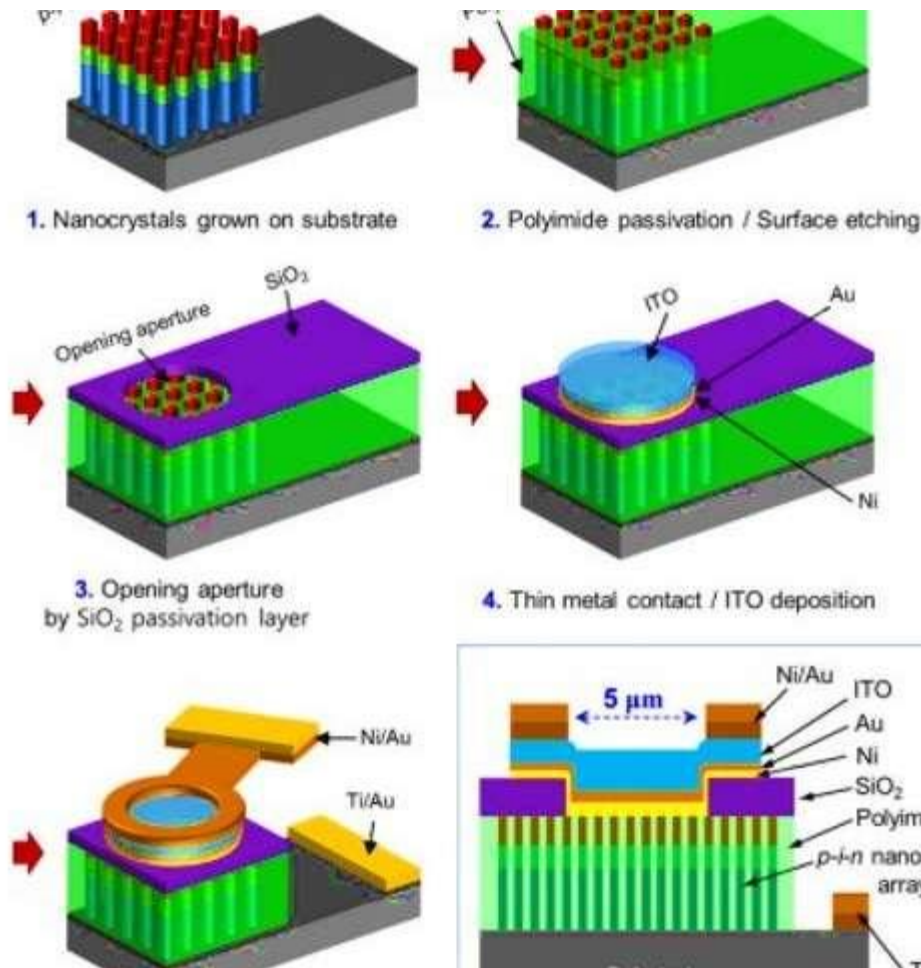 1. Nanocrystals grown on substrate
2. Polyimide passivation / Surface etching
SiO₂
Opening aperture
3. Opening aperture
by SiO₂ passivation layer
ITO
Au
Ni
4. Thin metal contact / ITO deposition
Ni/Au
Ti/Au
5 μm
Ni/Au
ITO
Au
Ni
SiO₂
Polyim
p-i-n nano
array